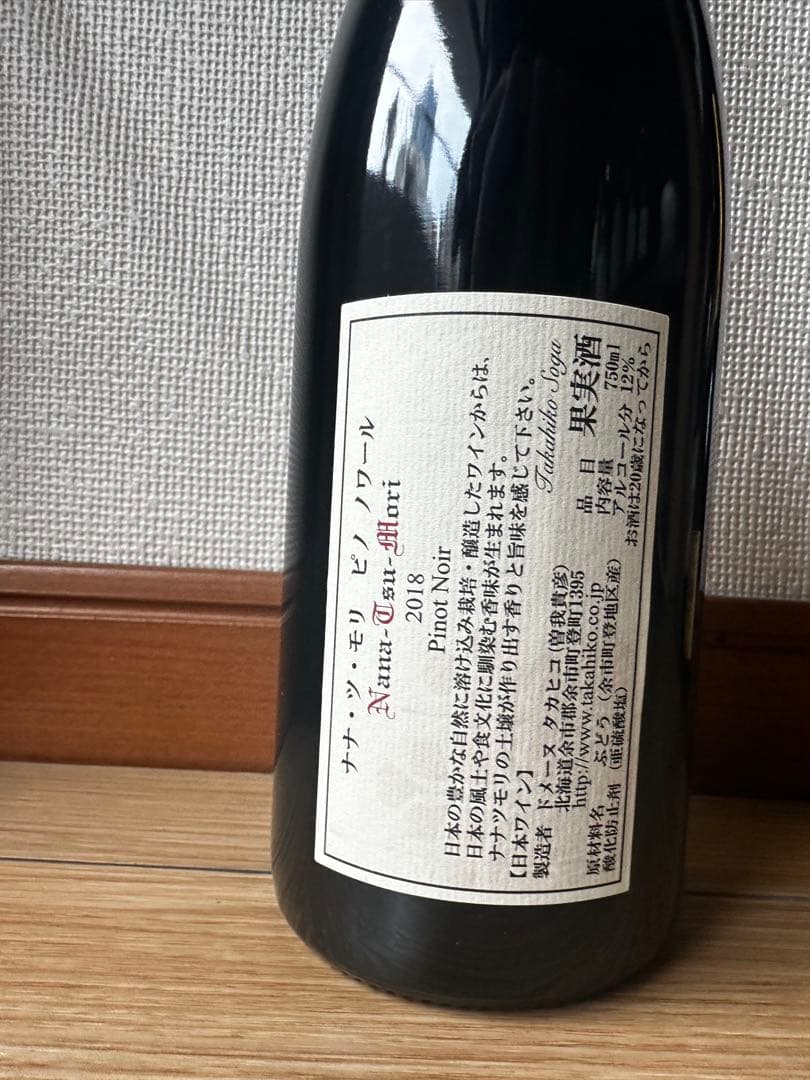 ナナ・ツ・モリ ピノ ノワール
Nana-Tsu-Mori
2018
Pinot Noir
日本の豊かな自然に溶け込み栽培・醸造したワインからは、
日本の風土や食文化に馴染む香味が生まれます。
ナナツモリの土壌が作り出す香りと旨味を感じて下さい。
Takahiko Soga
【日本ワイン】
製造者 ドメーヌ タカヒコ(曽我貴彦)
北海道余市郡余市町登町1395
http://www.takahiko.co.jp
原材料名 ぶどう (余市町登地区産)
酸化防止剤 (亜硫酸塩)
品目 果実酒
内容量 750ml
アルコール分 12%
お酒は20歳になってから